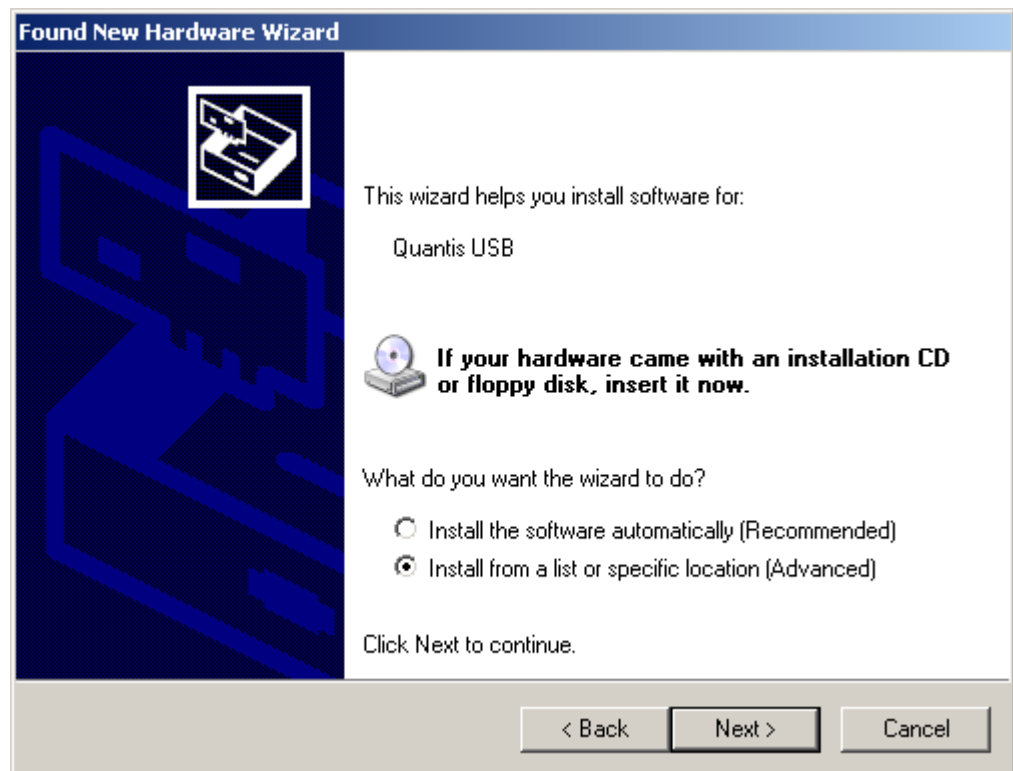 Found New Hardware Wizard
This wizard helps you install software for:
Quantis USB
If your hardware came with an installation CD
or floppy disk, insert it now.
What do you want the wizard to do?
Install the software automatically (Recommended)
Install from a list or specific location (Advanced)
Click Next to continue.
< Back
Next >
Cancel